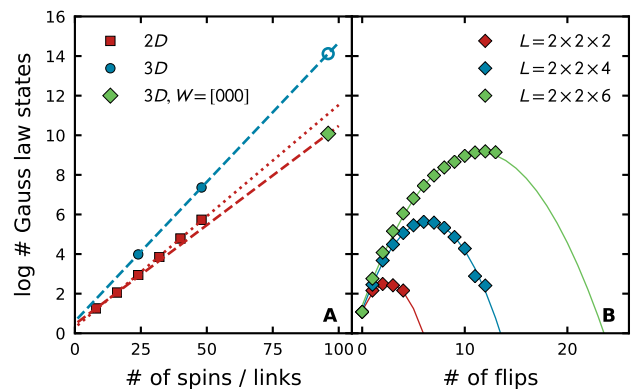 log # Gauss law states
16
14
12
10
8
6
4
2
0
2D
3D
3D, W=[000]
A
0 25 50 75 100
# of spins / links
L=2×2×2
L=2×2×4
L=2×2×6
B
0 10 20
# of flips